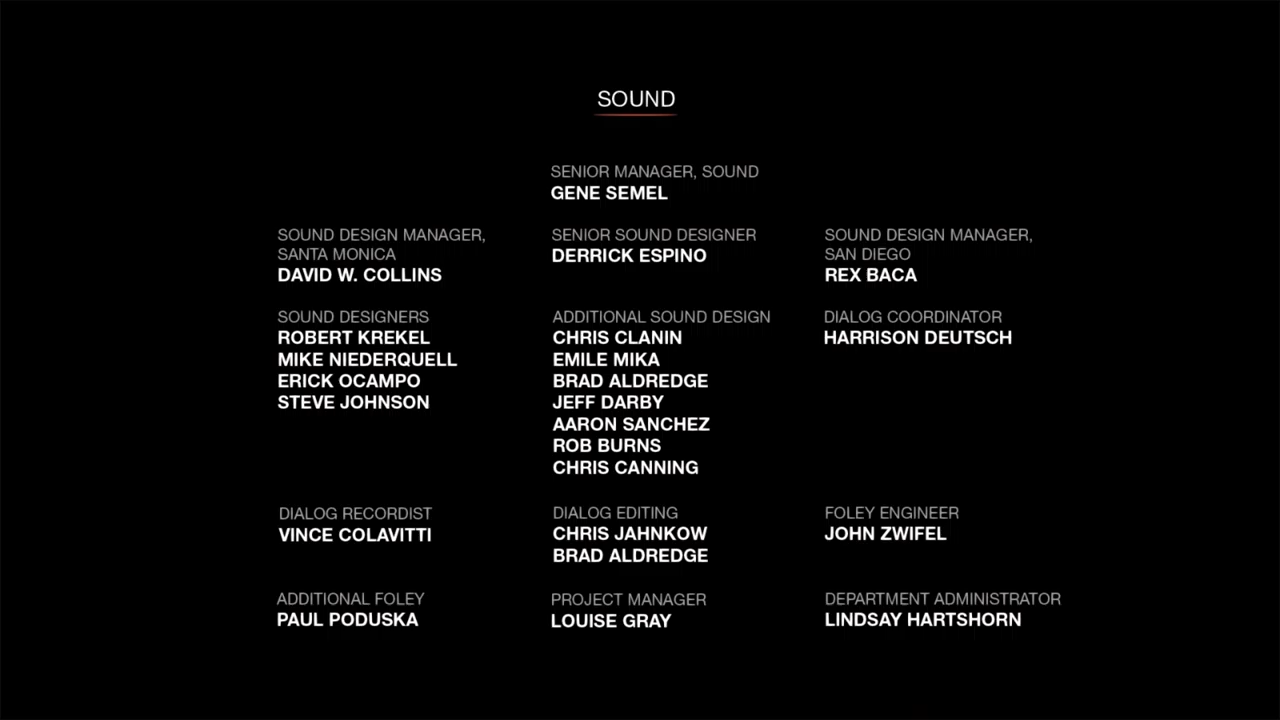 SOUND
SENIOR MANAGER, SOUND
GENE SEMEL
SOUND DESIGN MANAGER,
SANTA MONICA
DAVID W. COLLINS
SENIOR SOUND DESIGNER
DERRICK ESPINO
SOUND DESIGN MANAGER,
SAN DIEGO
REX BACA
SOUND DESIGNERS
ROBERT KREKEL
MIKE NIEDERQUELL
ERICK OCAMPO
STEVE JOHNSON
ADDITIONAL SOUND DESIGN
CHRIS CLANIN
EMILE MIKA
BRAD ALDREDGE
JEFF DARBY
AARON SANCHEZ
ROB BURNS
CHRIS CANNING
DIALOG COORDINATOR
HARRISON DEUTSCH
DIALOG RECORDIST
VINCE COLAVITTI
DIALOG EDITING
CHRIS JAHNKOW
BRAD ALDREDGE
FOLEY ENGINEER
JOHN ZWIFEL
ADDITIONAL FOLEY
PAUL PODUSKA
PROJECT MANAGER
LOUISE GRAY
DEPARTMENT ADMINISTRATOR
LINDSAY HARTSHORN